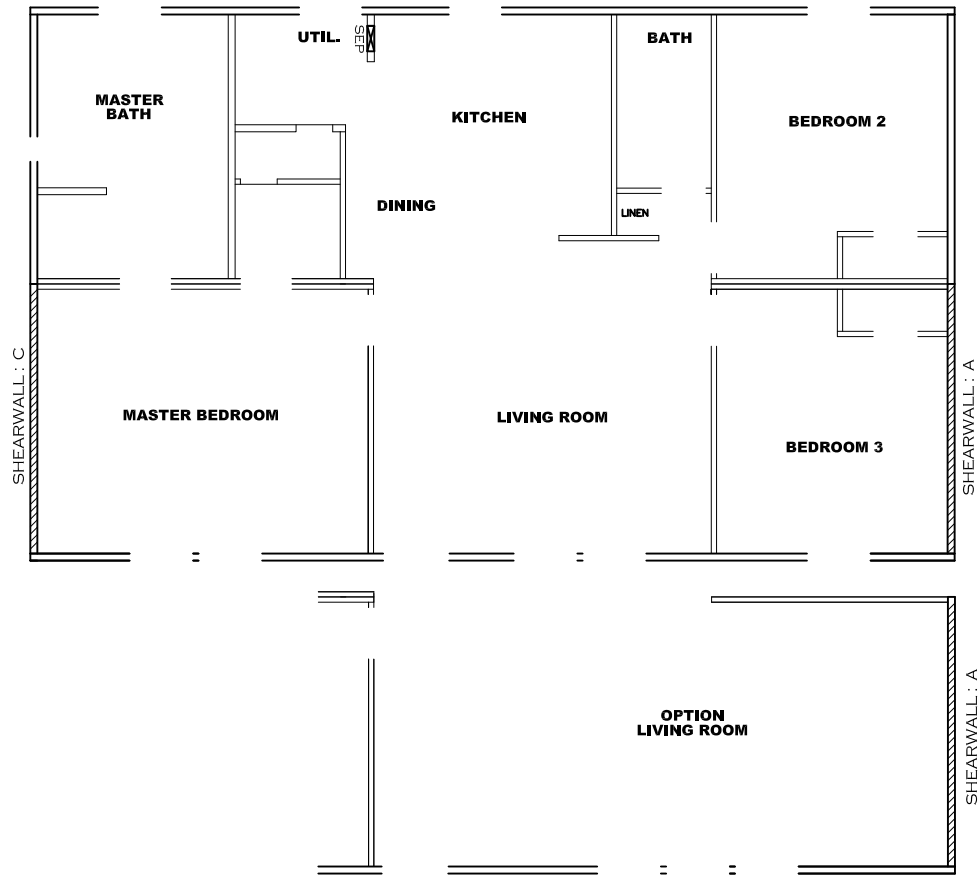 UTIL.
SEP
BATH
MASTER
BATH
KITCHEN
BEDROOM 2
DINING
LINEN
SHEARWALL : C
MASTER BEDROOM
LIVING ROOM
BEDROOM 3
SHEARWALL : A
OPTION
LIVING ROOM
SHEARWALL : A